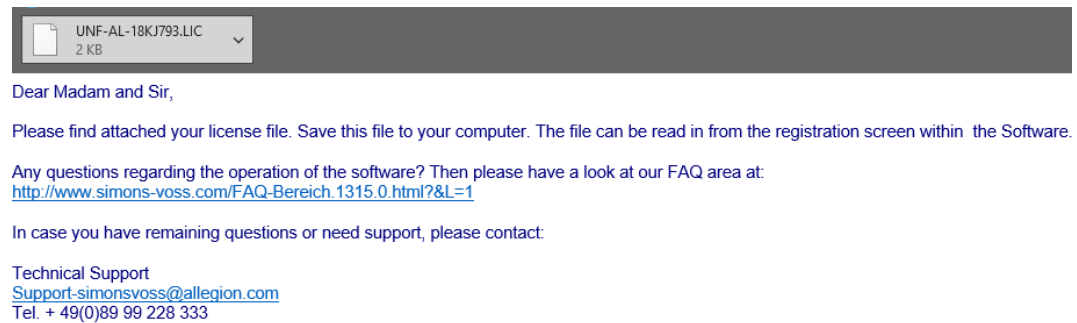 UNF-AL-18KJ793.LIC
2 KB
Dear Madam and Sir,
Please find attached your license file. Save this file to your computer. The file can be read in from the registration screen within  the Software.
Any questions regarding the operation of the software? Then please have a look at our FAQ area at:
http://www.simons-voss.com/FAQ-Bereich.1315.0.html?&L=1
In case you have remaining questions or need support, please contact:
Technical Support
Support-simonsvoss@allegion.com
Tel. + 49(0)89 99 228 333